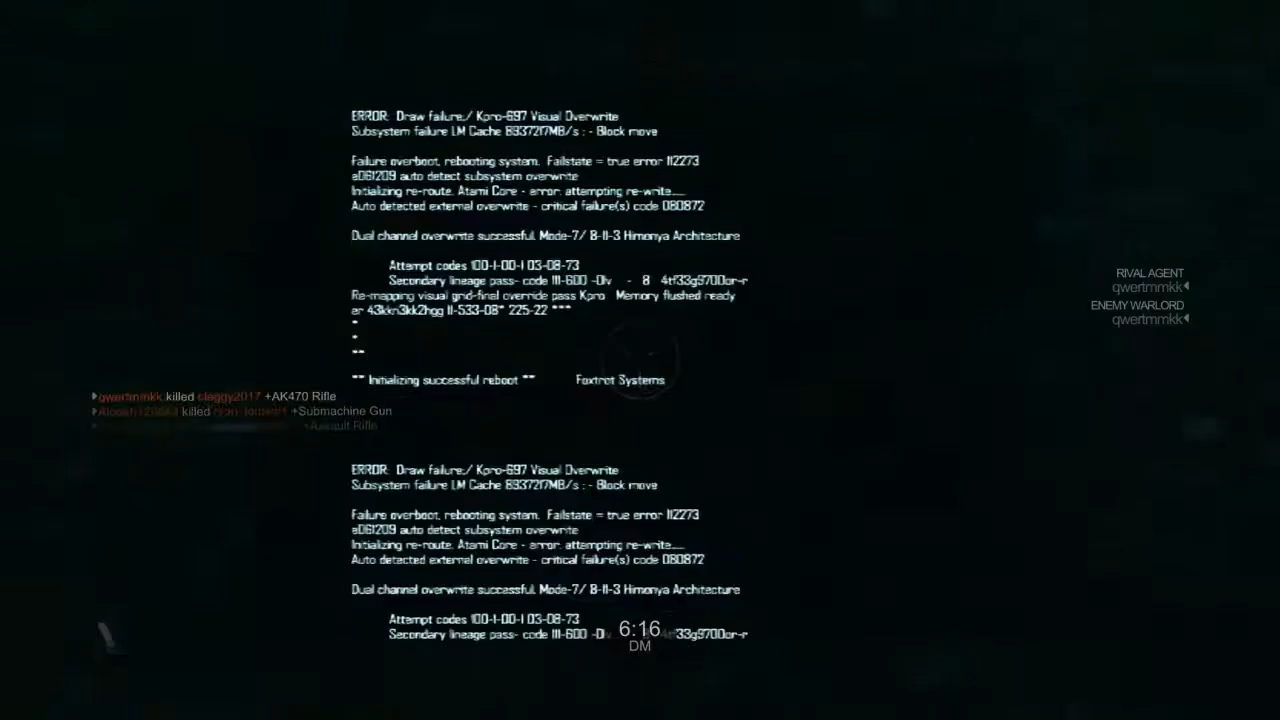 ERROR: Draw failure:/ Kpro-697 Visual Overwrite
Subsystem failure LM Cache 8937217MB/s : - Block move
Failure overboot, rebooting system. Failstate = true error 112273
a061209 auto detect subsystem overwrite
Initializing re-route. Atami Core - error: attempting re-write.....
Auto detected external overwrite - critical failure(s) code 080872
Dual channel overwrite successful. Mode-7/ B-11-3 Himonya Architecture
Attempt codes 100-1-00-1 03-08-73
Secondary lineage pass- code 111-600 -Div - 8 4tf33g9700or-r
Re-mapping visual grid-final override pass Kpro Memory flushed ready
er 43kkn3kk2hgg 11-533-08* 225-22 ***
*
*
**
** Initializing successful reboot ** Foxtrot Systems
RIVAL AGENT
qwertmmkk
ENEMY WARLORD
qwertmmkk
qwertmmkk killed claggy2017 +AK470 Rifle
killed +Submachine Gun
+Assault Rifle
ERROR: Draw failure:/ Kpro-697 Visual Overwrite
Subsystem failure LM Cache 8937217MB/s : - Block move
Failure overboot, rebooting system. Failstate = true error 112273
a061209 auto detect subsystem overwrite
Initializing re-route. Atami Core - error: attempting re-write.....
Auto detected external overwrite - critical failure(s) code 080872
Dual channel overwrite successful. Mode-7/ B-11-3 Himonya Architecture
Attempt codes 100-1-00-1 03-08-73
Secondary lineage pass- code 111-600
6:16
DM